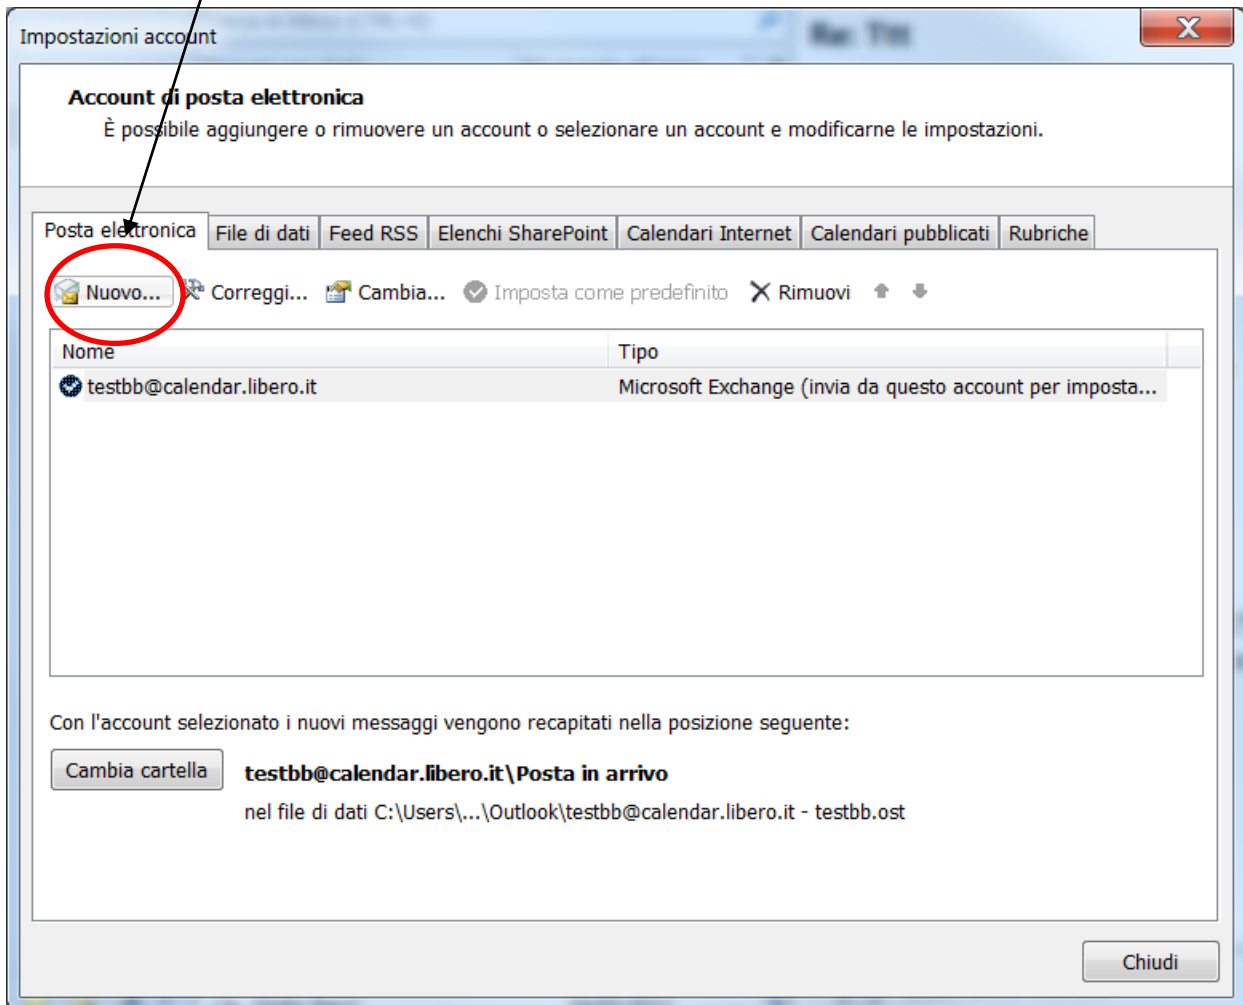 Impostazioni account
Re: Ttt
Account di posta elettronica
È possibile aggiungere o rimuovere un account o selezionare un account e modificarne le impostazioni.
Posta elettronica File di dati Feed RSS Elenchi SharePoint Calendari Internet Calendari pubblicati Rubriche
Nuovo... Correggi... Cambia... Imposta come predefinito Rimuovi
Nome Tipo
testbb@calendar.libero.it Microsoft Exchange (invia da questo account per imposta...
Con l'account selezionato i nuovi messaggi vengono recapitati nella posizione seguente:
Cambia cartella testbb@calendar.libero.it\Posta in arrivo
nel file di dati C:\Users\...\Outlook\testbb@calendar.libero.it - testbb.ost
Chiudi